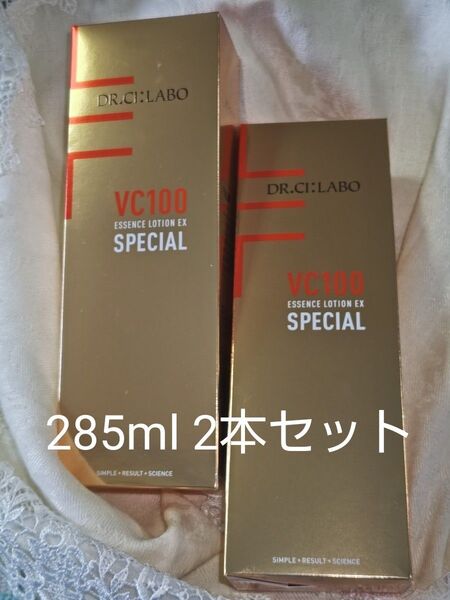 DR.CI:LABO
VC100
ESSENCE LOTION EX
SPECIAL
SIMPLE+RESULT+SCIENCE
DR.CI:LABO
VC100
ESSENCE LOTION EX
SPECIAL
SIMPLE+RESULT+SCIENCE
285ml 2本セット